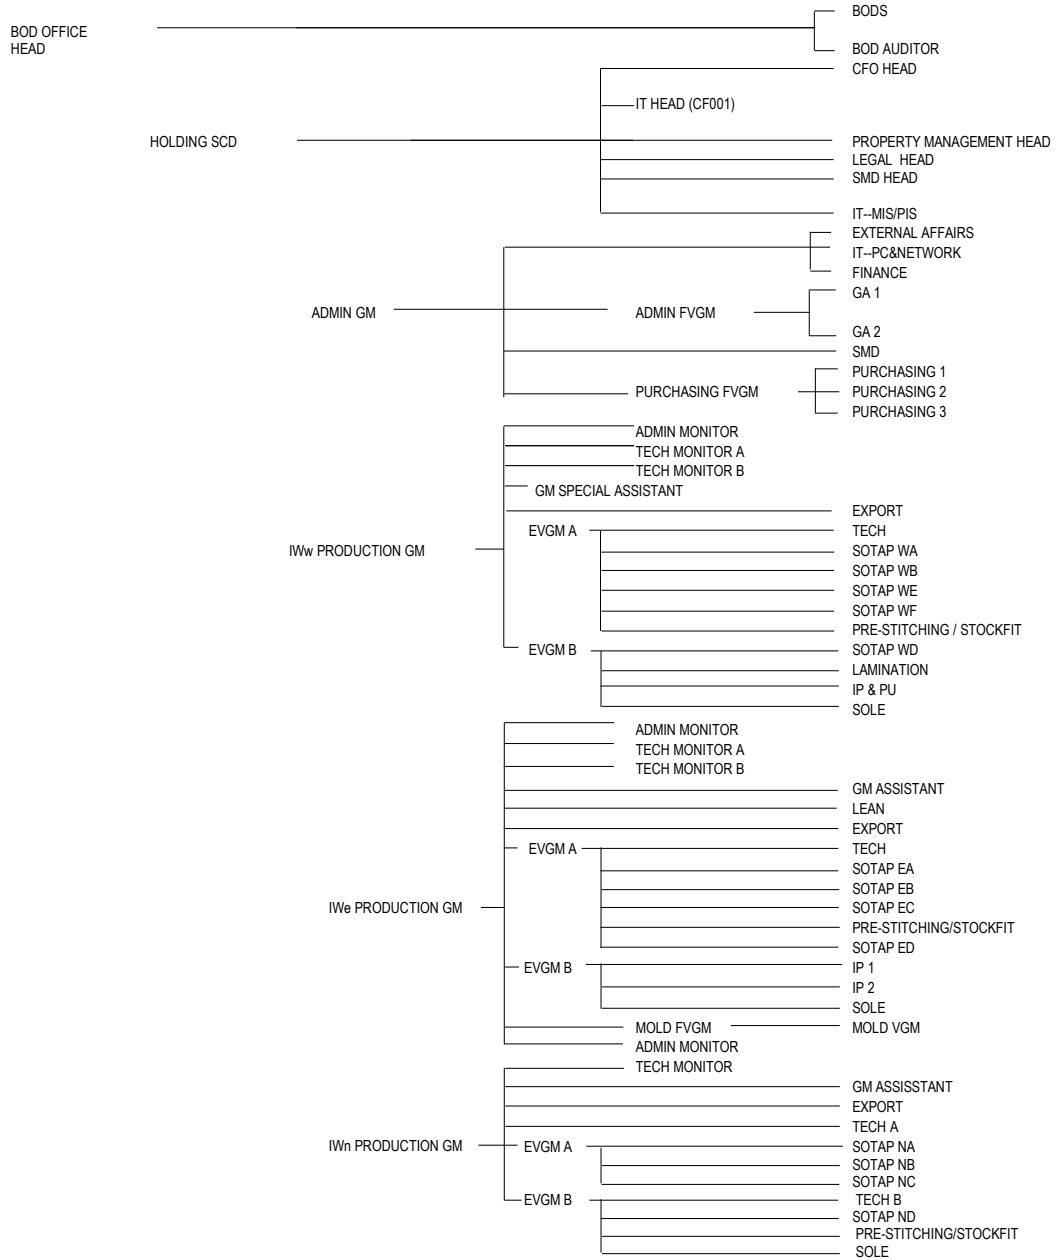 BODS
BOD OFFICE
HEAD
BOD AUDITOR
CFO HEAD
IT HEAD (CF001)
HOLDING SCD
PROPERTY MANAGEMENT HEAD
LEGAL HEAD
SMD HEAD
IT--MIS/PIS
EXTERNAL AFFAIRS
IT--PC&NETWORK
FINANCE
GA 1
ADMIN GM
ADMIN FVGM
GA 2
SMD
PURCHASING 1
PURCHASING FVGM
PURCHASING 2
PURCHASING 3
ADMIN MONITOR
TECH MONITOR A
TECH MONITOR B
GM SPECIAL ASSISTANT
EXPORT
EVGM A
TECH
IWw PRODUCTION GM
SOTAP WA
SOTAP WB
SOTAP WE
SOTAP WF
PRE-STITCHING / STOCKFIT
EVGM B
SOTAP WD
LAMINATION
IP & PU
SOLE
ADMIN MONITOR
TECH MONITOR A
TECH MONITOR B
GM ASSISTANT
LEAN
EXPORT
EVGM A
TECH
SOTAP EA
SOTAP EB
IWe PRODUCTION GM
SOTAP EC
PRE-STITCHING/STOCKFIT
SOTAP ED
EVGM B
IP 1
IP 2
SOLE
MOLD FVGM
MOLD VGM
ADMIN MONITOR
TECH MONITOR
GM ASSISSTANT
EXPORT
TECH A
IWn PRODUCTION GM
EVGM A
SOTAP NA
SOTAP NB
SOTAP NC
EVGM B
TECH B
SOTAP ND
PRE-STITCHING/STOCKFIT
SOLE